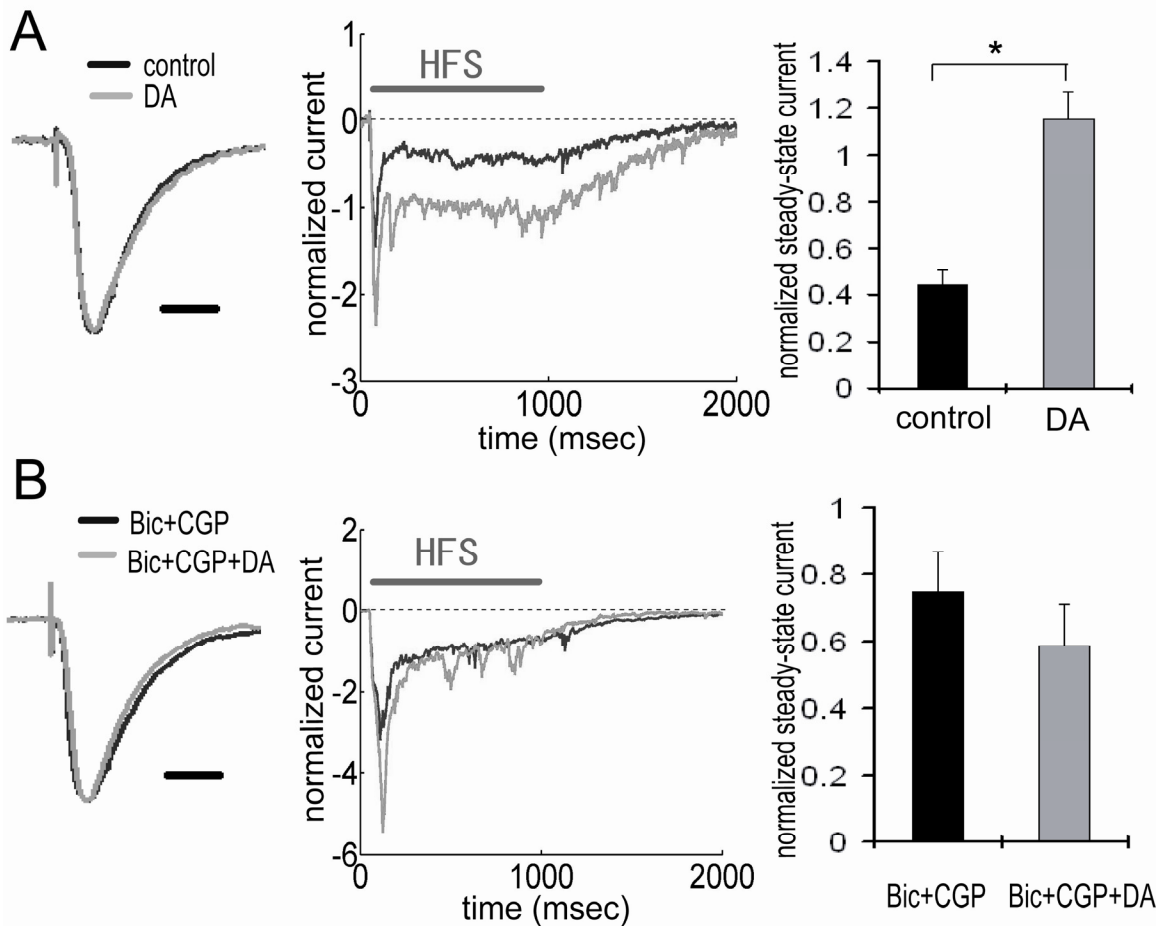 A
control
DA
1
HFS
0
-1
-2
-3
normalized current
0
1000
2000
time (msec)
*
1.4
1.2
1
0.8
0.6
0.4
0.2
0
normalized steady-state current
control
DA
B
Bic+CGP
Bic+CGP+DA
2
HFS
0
-2
-4
-6
normalized current
0
1000
2000
time (msec)
1
0.8
0.6
0.4
0.2
0
normalized steady-state current
Bic+CGP
Bic+CGP+DA